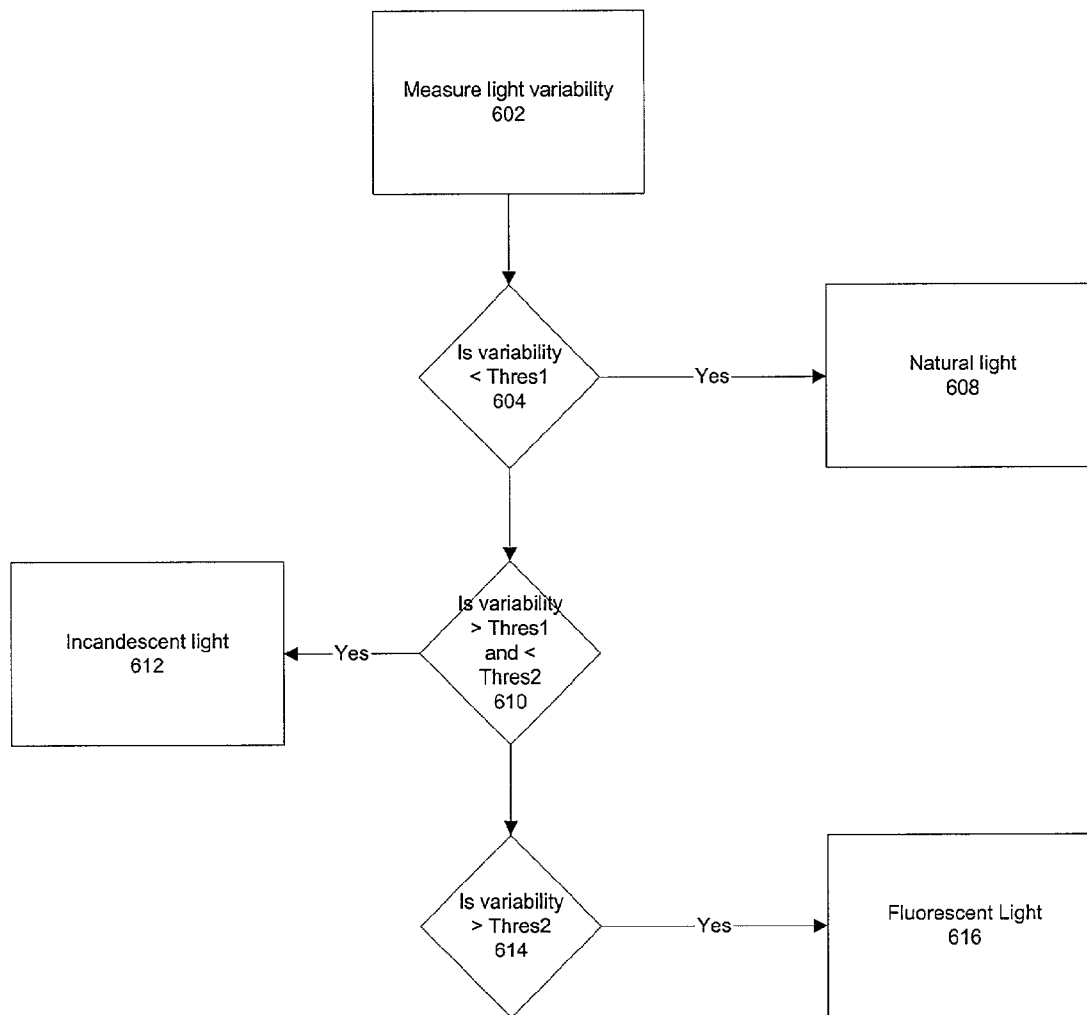 Measure light variability
602
Is variability
< Thres1
604
Yes
Natural light
608
Is variability
> Thres1
and <
Thres2
610
Yes
Incandescent light
612
Is variability
> Thres2
614
Yes
Fluorescent Light
616